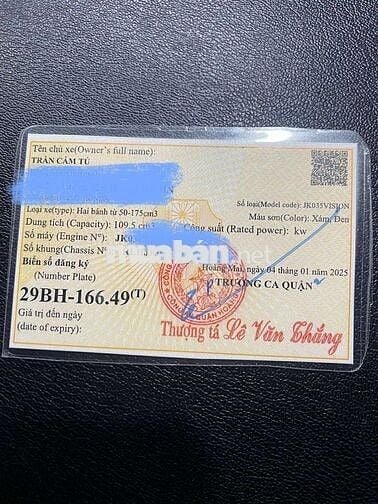 Tên chủ xe(Owner's full name):
TRẦN CẨM TÚ
Số loại(Model code): JK035VISION
Loại xe(type): Hai bánh từ 50-175cm3
Màu sơn(Color): Xám, Đen
Dung tích (Capacity): 109.5 cm3
Công suất (Rated power): kw
Số máy (Engine N°): JK0
Số khung(Chassis N°)
muaban.net
Hoàng Mai, ngày 04 tháng 01 năm 2025
Biển số đăng ký
(Number Plate)
TRƯỞNG CA QUẬN
29BH-166.49(T)
Giá trị đến ngày
(date of expiry):
Thượng tá Lê Văn Thắng